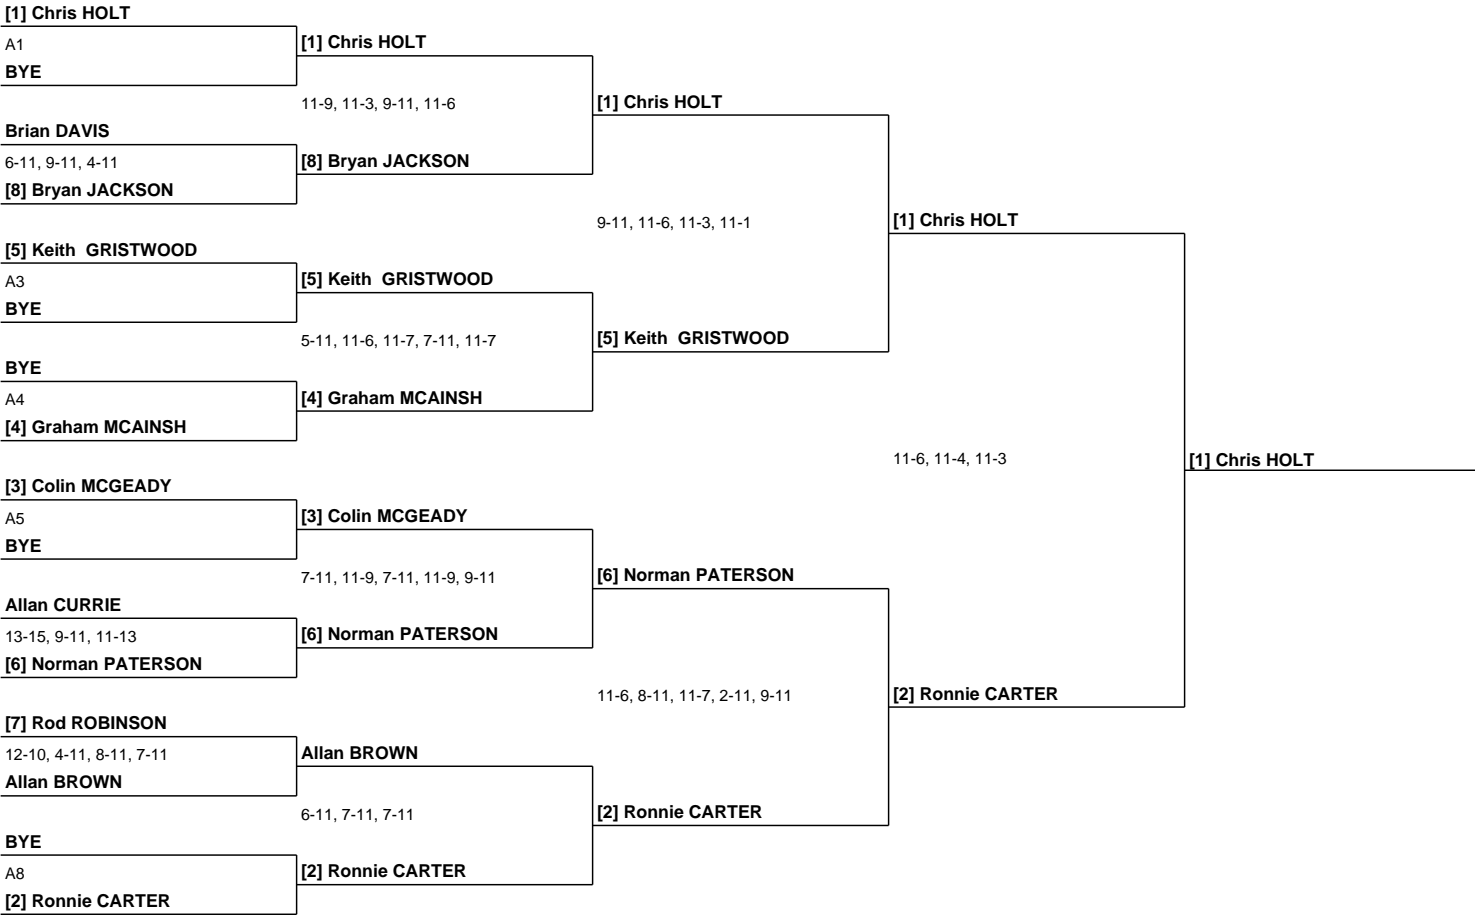 [1] Chris HOLT
A1
BYE
Brian DAVIS
6-11, 9-11, 4-11
[8] Bryan JACKSON
[5] Keith  GRISTWOOD
A3
BYE
BYE
A4
[4] Graham MCAINSH
[3] Colin MCGEADY
A5
BYE
Allan CURRIE
13-15, 9-11, 11-13
[6] Norman PATERSON
[7] Rod ROBINSON
12-10, 4-11, 8-11, 7-11
Allan BROWN
BYE
A8
[2] Ronnie CARTER
[1] Chris HOLT
11-9, 11-3, 9-11, 11-6
[8] Bryan JACKSON
[5] Keith  GRISTWOOD
5-11, 11-6, 11-7, 7-11, 11-7
[4] Graham MCAINSH
[3] Colin MCGEADY
7-11, 11-9, 7-11, 11-9, 9-11
[6] Norman PATERSON
Allan BROWN
6-11, 7-11, 7-11
[2] Ronnie CARTER
[1] Chris HOLT
9-11, 11-6, 11-3, 11-1
[5] Keith  GRISTWOOD
[6] Norman PATERSON
11-6, 8-11, 11-7, 2-11, 9-11
[2] Ronnie CARTER
[1] Chris HOLT
11-6, 11-4, 11-3
[2] Ronnie CARTER
[1] Chris HOLT